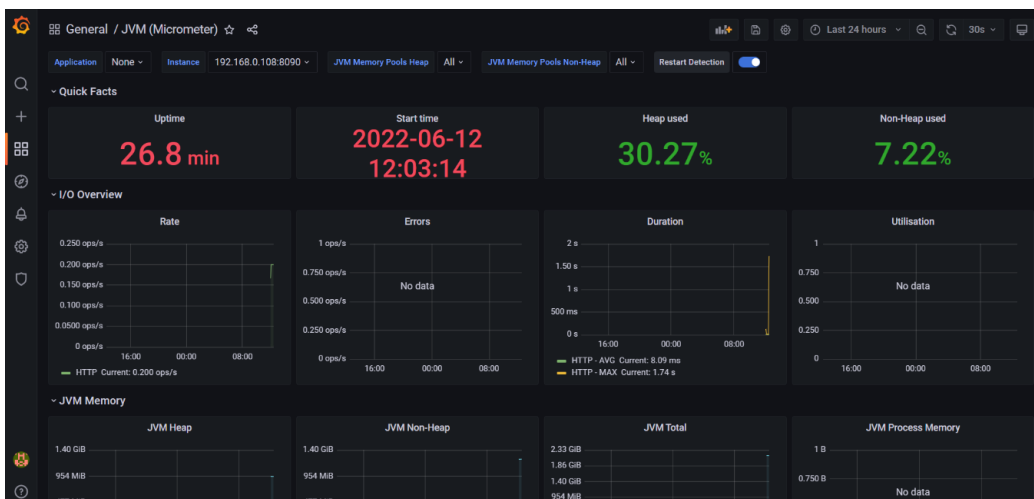 General / JVM (Micrometer)
Last 24 hours
30s
Application None Instance 192.168.0.108:8090 JVM Memory Pools Heap All JVM Memory Pools Non-Heap All Restart Detection
Quick Facts
Uptime
26.8 min
Start time
2022-06-12
12:03:14
Heap used
30.27%
Non-Heap used
7.22%
I/O Overview
Rate
0.250 ops/s
0.200 ops/s
0.150 ops/s
0.100 ops/s
0.0500 ops/s
0 ops/s
16:00 00:00 08:00
HTTP Current: 0.200 ops/s
Errors
1 ops/s
0.750 ops/s
No data
0.500 ops/s
0.250 ops/s
0 ops/s
16:00 00:00 08:00
Duration
2 s
1.50 s
1 s
500 ms
0 s
16:00 00:00 08:00
HTTP - AVG Current: 8.09 ms
HTTP - MAX Current: 1.74 s
Utilisation
1
0.750
No data
0.500
0.250
0
16:00 00:00 08:00
JVM Memory
JVM Heap
1.40 GiB
954 MiB
JVM Non-Heap
1.40 GiB
954 MiB
JVM Total
2.33 GiB
1.86 GiB
1.40 GiB
954 MiB
JVM Process Memory
1 B
0.750 B
No data